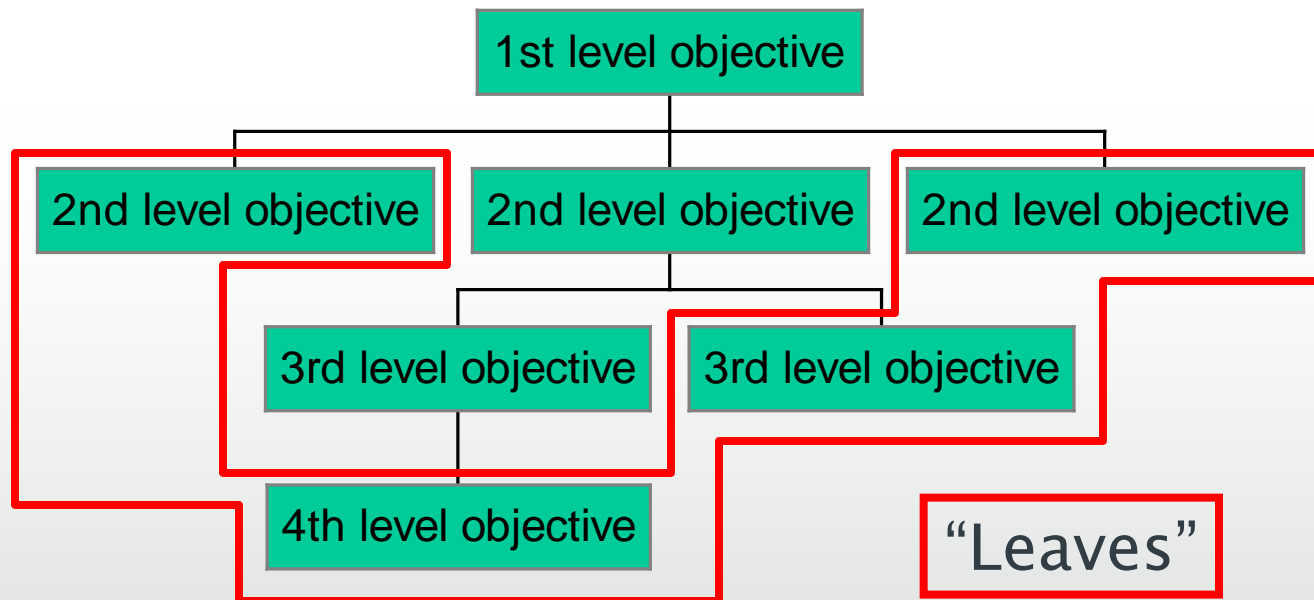 1st level objective
2nd level objective
2nd level objective
2nd level objective
3rd level objective
3rd level objective
4th level objective
“Leaves”